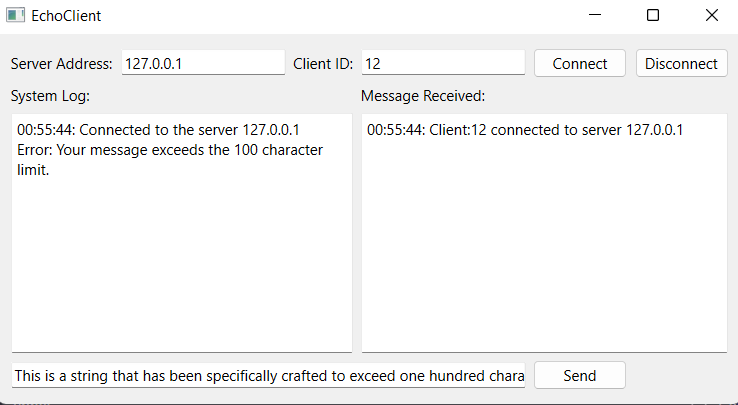 EchoClient
Server Address: 127.0.0.1 Client ID: 12 Connect Disconnect
System Log: Message Received:
00:55:44: Connected to the server 127.0.0.1
Error: Your message exceeds the 100 character
limit.
00:55:44: Client:12 connected to server 127.0.0.1
This is a string that has been specifically crafted to exceed one hundred chara Send